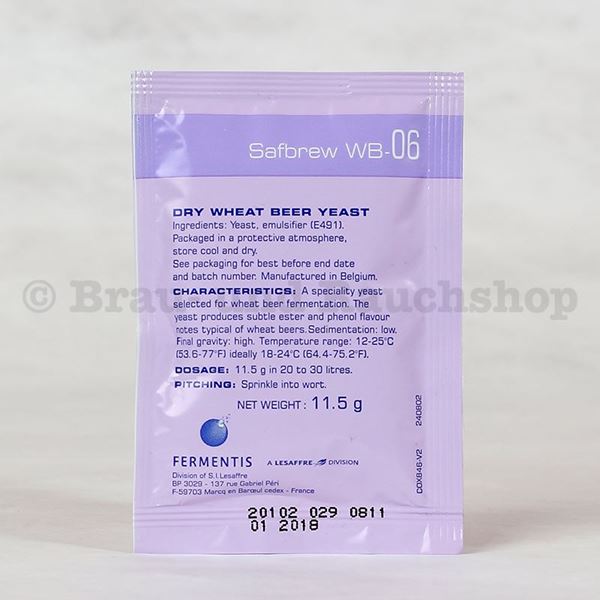 Safbrew WB-06
DRY WHEAT BEER YEAST
Ingredients: Yeast, emulsifier (E491).
Packaged in a protective atmosphere,
store cool and dry.
See packaging for best before end date
and batch number. Manufactured in Belgium.
CHARACTERISTICS: A speciality yeast
selected for wheat beer fermentation. The
yeast produces subtle ester and phenol flavour
notes typical of wheat beers.Sedimentation: low.
Final gravity: high. Temperature range: 12-25°C
(53.6-77°F) ideally 18-24°C (64.4-75.2°F).
DOSAGE: 11.5 g in 20 to 30 litres.
PITCHING: Sprinkle into wort.
NET WEIGHT : 11.5 g
FERMENTIS
A LESAFFRE DIVISION
Division of S.I.Lesaffre
BP 3029 - 137 rue Gabriel Péri
F-59703 Marcq en Barœul cedex - France
COX846-V2 240802
20102 029 0811
01 2018
© Brau uchshop